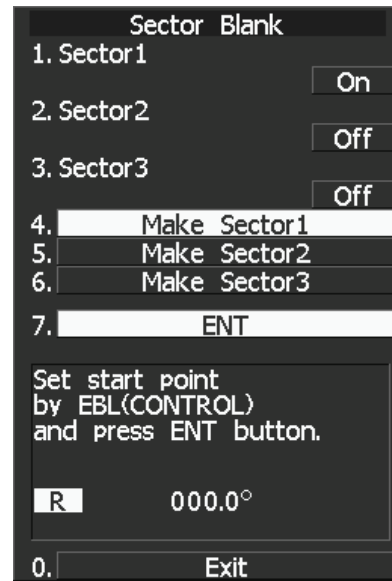 Sector Blank
1. Sector1
On
2. Sector2
Off
3. Sector3
Off
4. Make Sector1
5. Make Sector2
6. Make Sector3
7. ENT
Set start point
by EBL(CONTROL)
and press ENT button.
R 000.0°
0. Exit